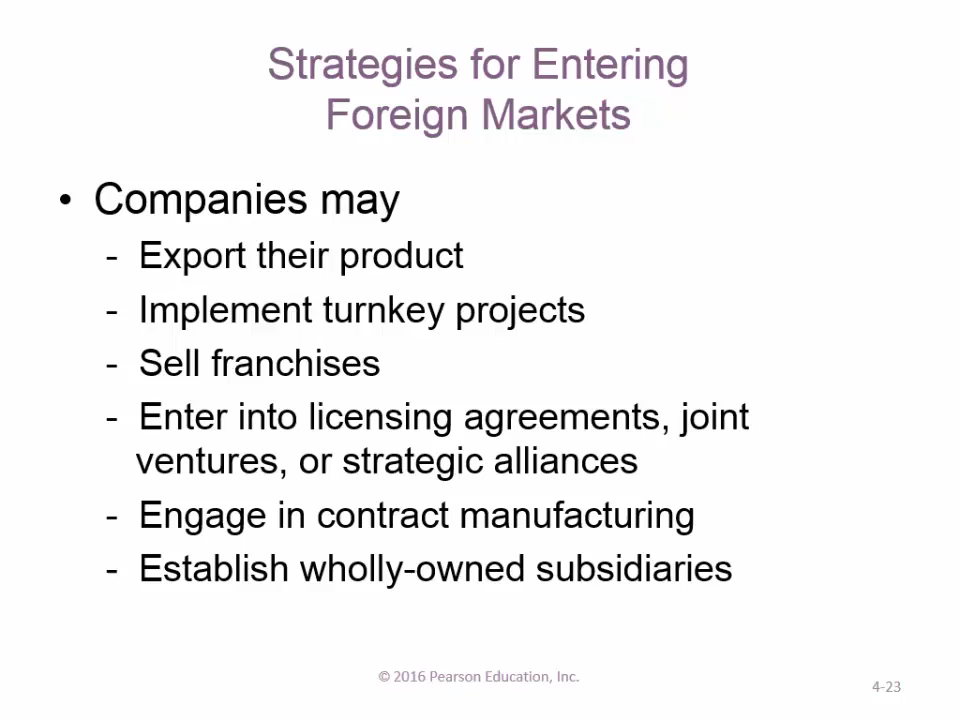 Strategies for Entering
Foreign Markets
• Companies may
- Export their product
- Implement turnkey projects
- Sell franchises
- Enter into licensing agreements, joint
ventures, or strategic alliances
- Engage in contract manufacturing
- Establish wholly-owned subsidiaries
© 2016 Pearson Education, Inc.
4-23